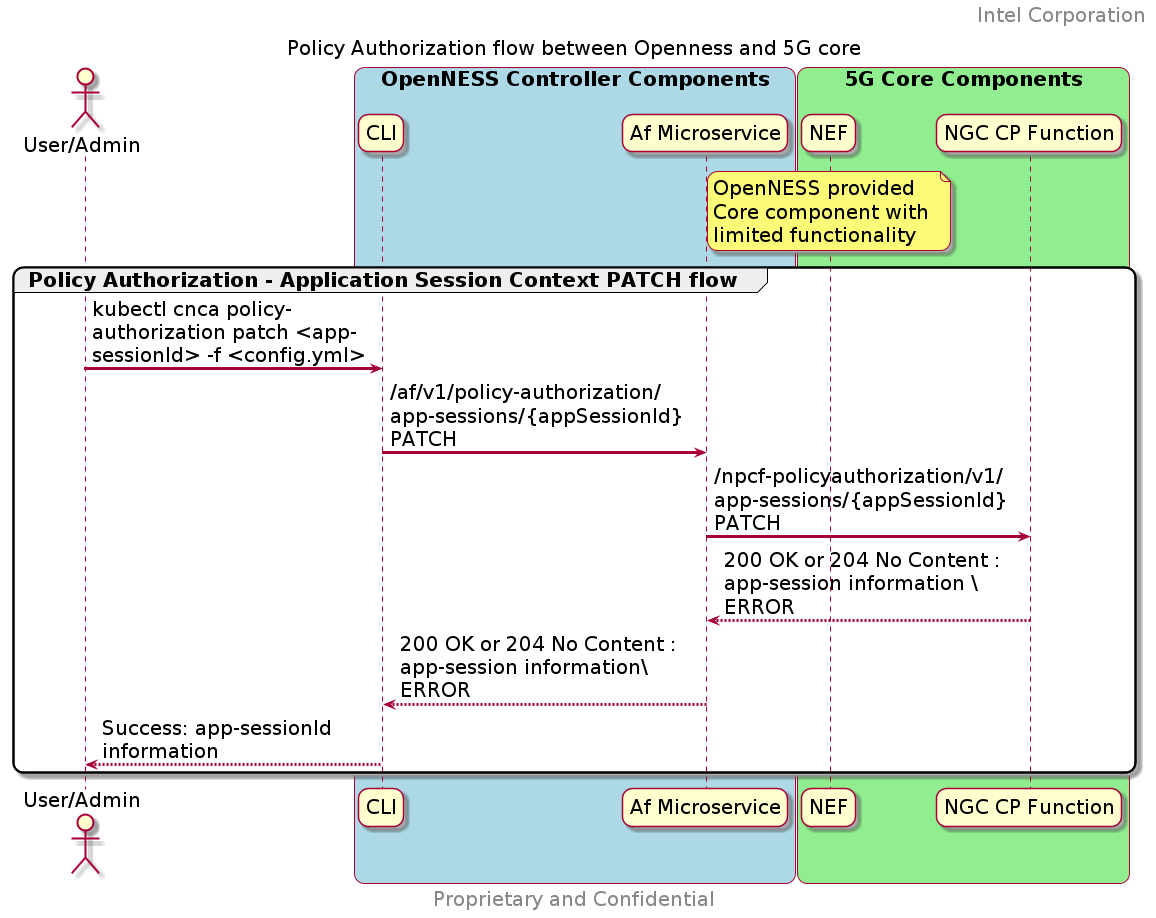 Intel Corporation
Policy Authorization flow between Openness and 5G core
OpenNESS Controller Components
5G Core Components
User/Admin
CLI
Af Microservice
NEF
NGC CP Function
OpenNESS provided
Core component with
limited functionality
Policy Authorization - Application Session Context PATCH flow
kubectl cnca policy-
authorization patch <app-
sessionId> -f <config.yml>
/af/v1/policy-authorization/
app-sessions/{appSessionId}
PATCH
/npcf-policyauthorization/v1/
app-sessions/{appSessionId}
PATCH
200 OK or 204 No Content :
app-session information \
ERROR
200 OK or 204 No Content :
app-session information\
ERROR
Success: app-sessionId
information
User/Admin
CLI
Af Microservice
NEF
NGC CP Function
Proprietary and Confidential